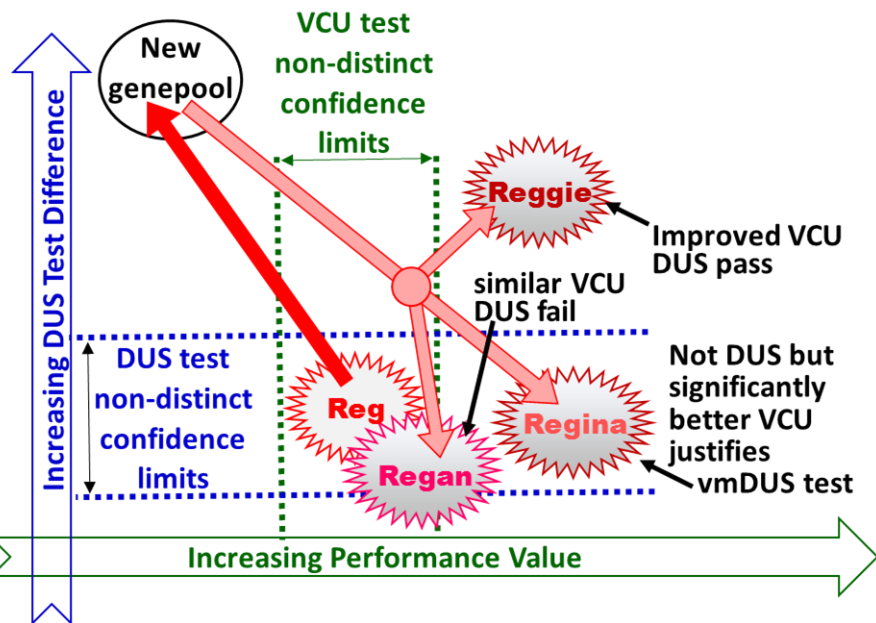 New
genepool
VCU test
non-distinct
confidence
limits
Increasing DUS Test Difference
Reggie
Improved VCU
DUS pass
similar VCU
DUS fail
DUS test
non-distinct
confidence
limits
Reg
Regan
Regina
Not DUS but
significantly
better VCU
justifies
vmDUS test
Increasing Performance Value